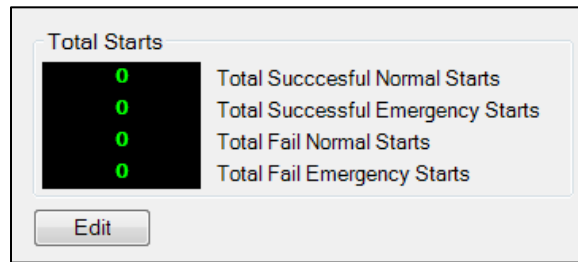 Total Starts
0 Total Succcesful Normal Starts
0 Total Successful Emergency Starts
0 Total Fail Normal Starts
0 Total Fail Emergency Starts
Edit